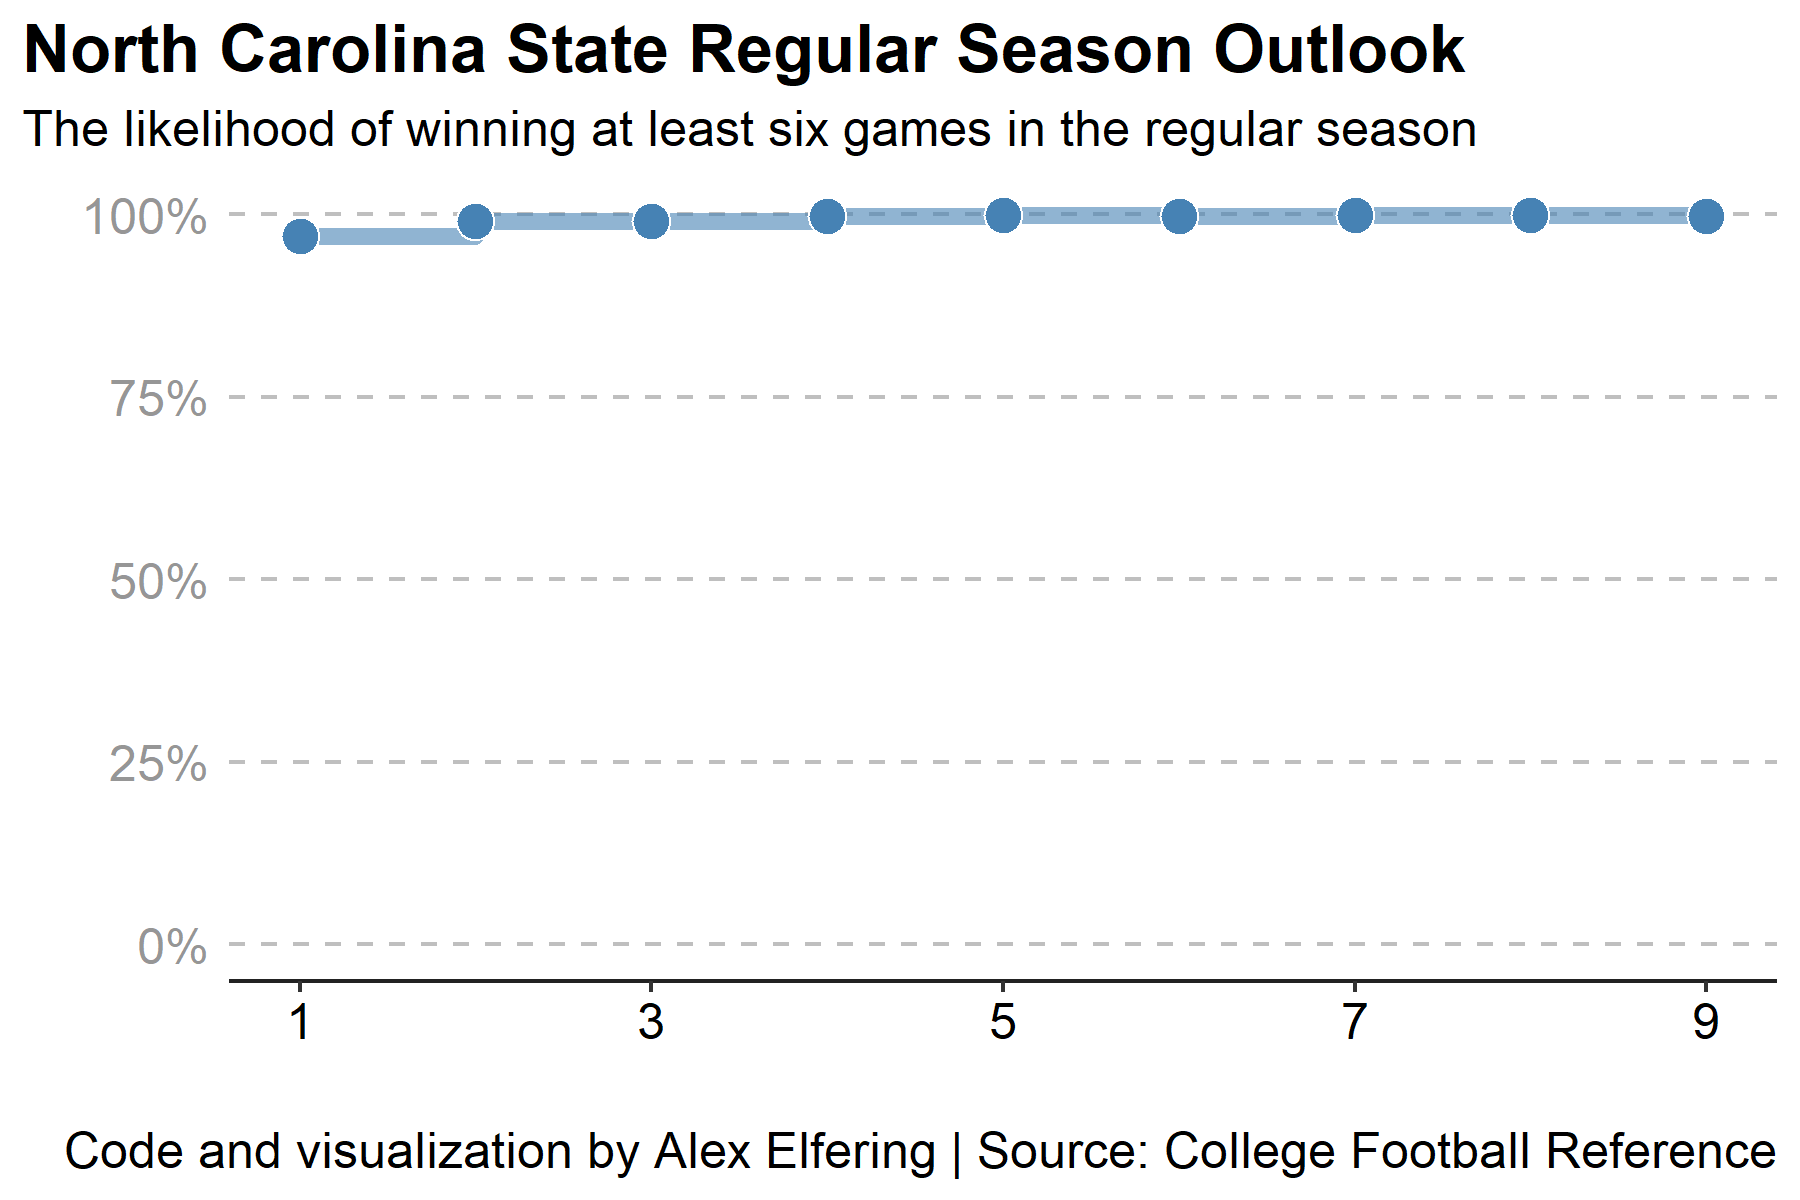 North Carolina State Regular Season Outlook
The likelihood of winning at least six games in the regular season
100%
75%
50%
25%
0%
1 3 5 7 9
Code and visualization by Alex Elfering | Source: College Football Reference